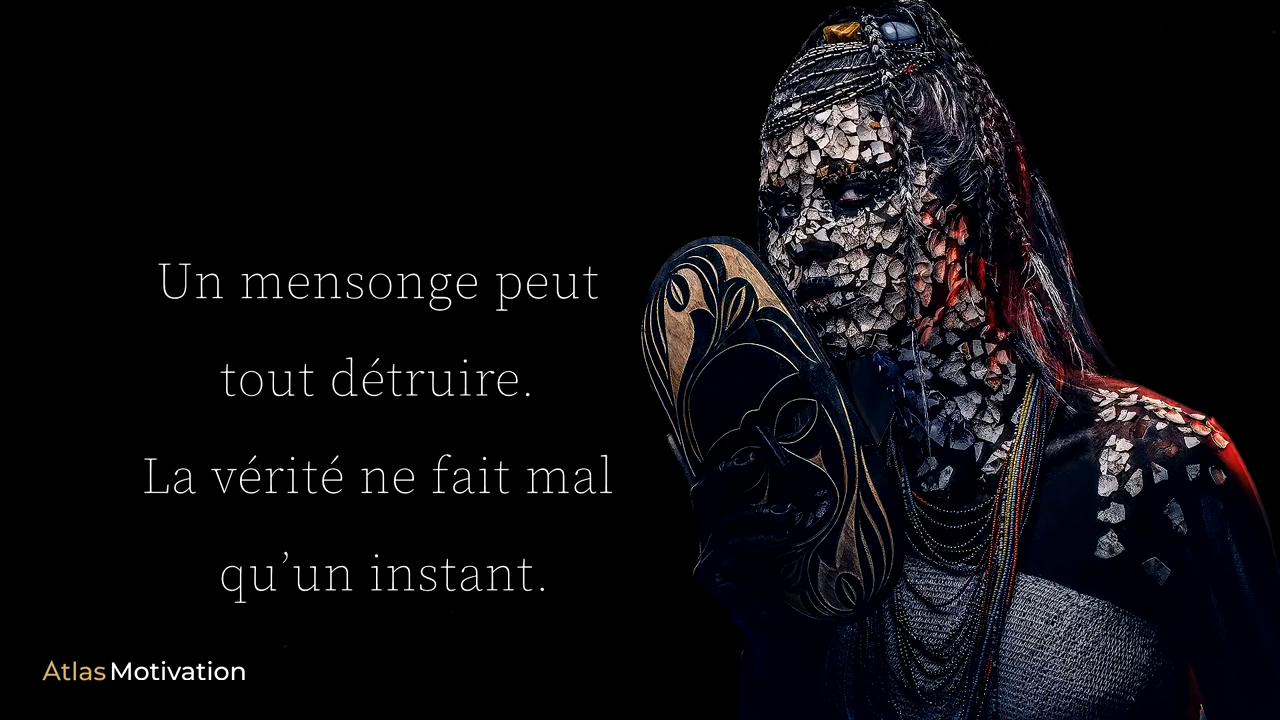 Un mensonge peut
tout détruire.
La vérité ne fait mal
qu’un instant.
Atlas Motivation